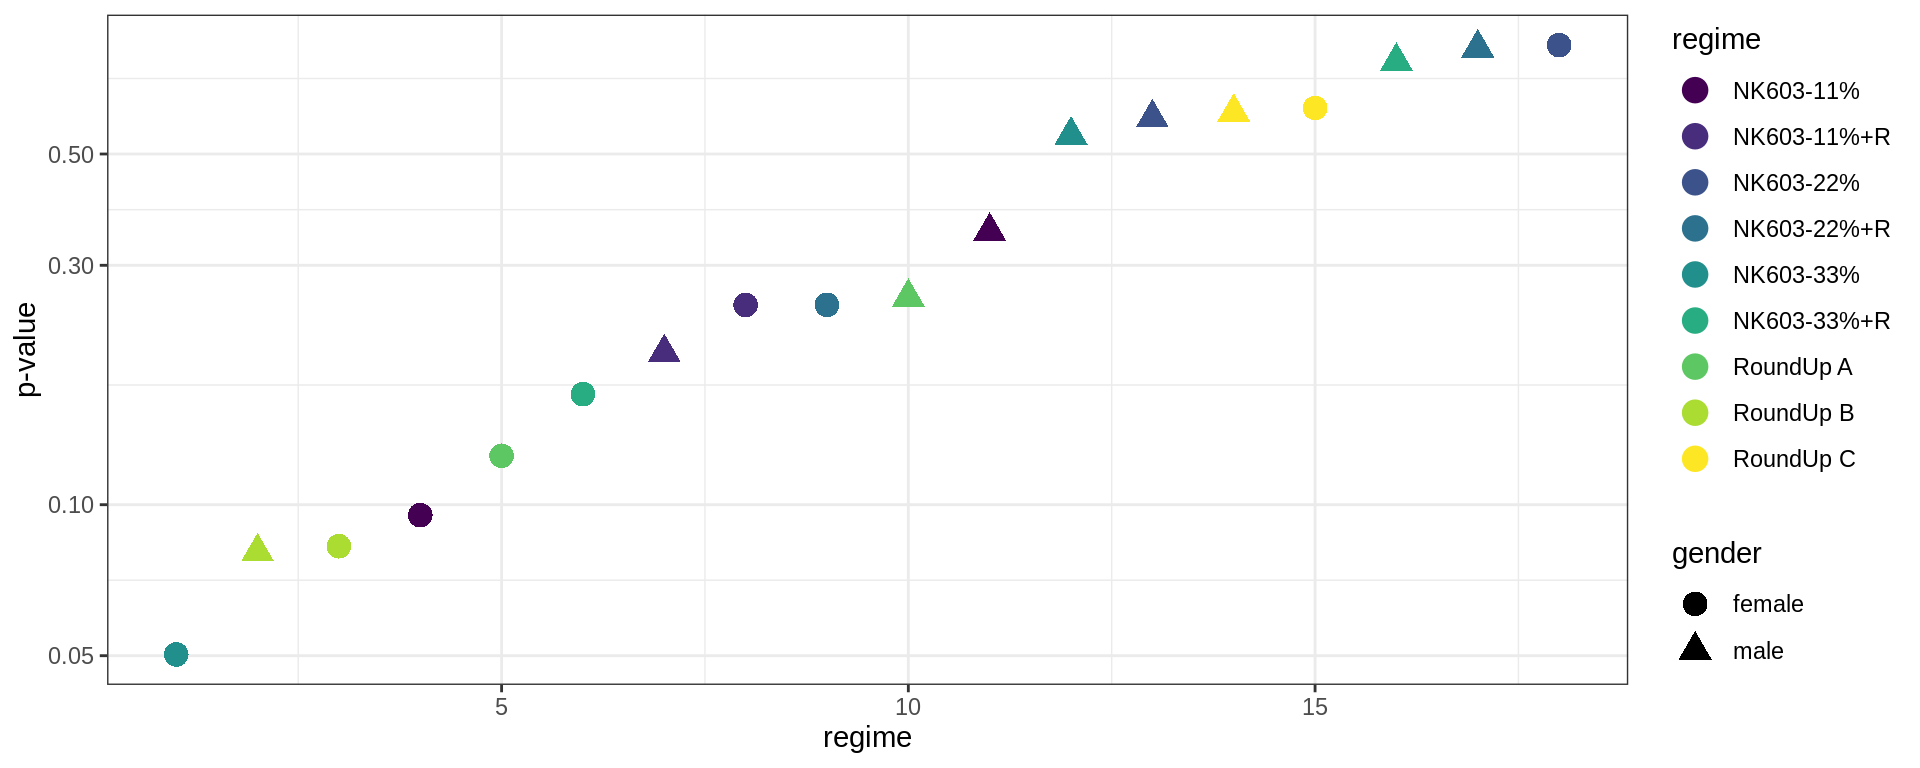 p-value
0.50
0.30
0.10
0.05
5
10
15
regime
regime
NK603-11%
NK603-11%+R
NK603-22%
NK603-22%+R
NK603-33%
NK603-33%+R
RoundUp A
RoundUp B
RoundUp C
gender
female
male